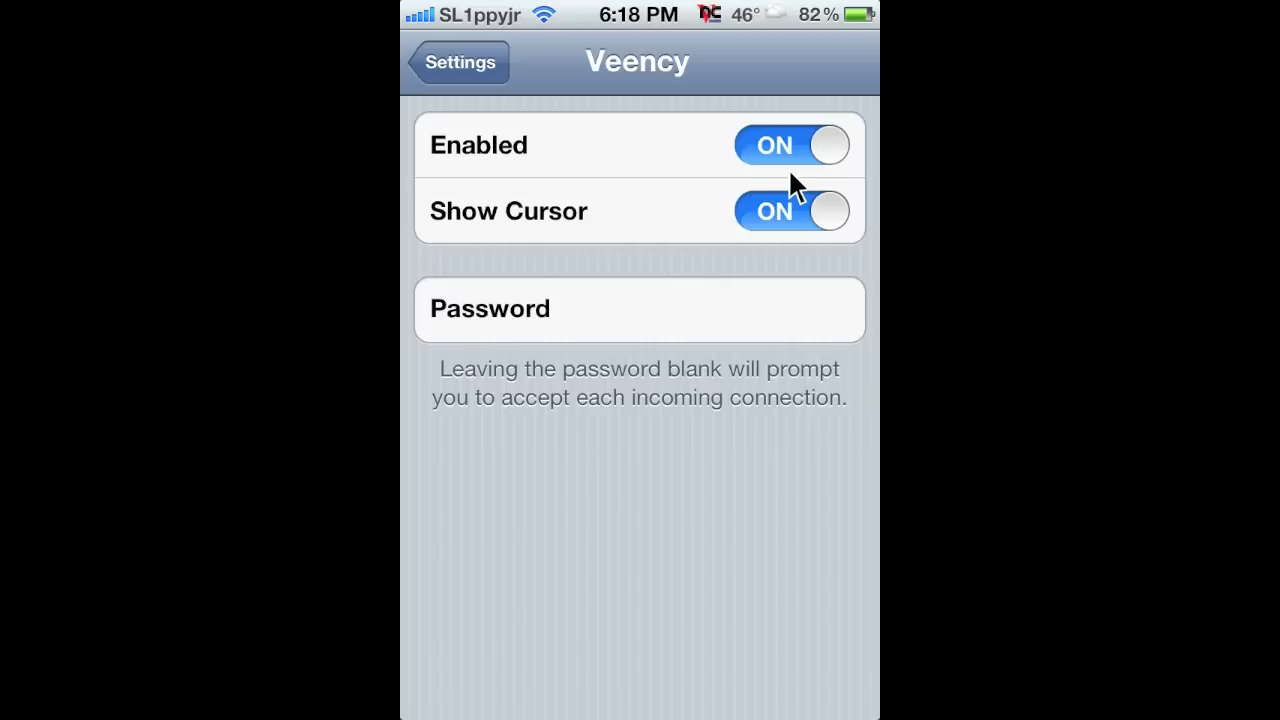 SL1ppyjr 6:18 PM 46° 82%
Settings Veency
Enabled ON
Show Cursor ON
Password
Leaving the password blank will prompt
you to accept each incoming connection.